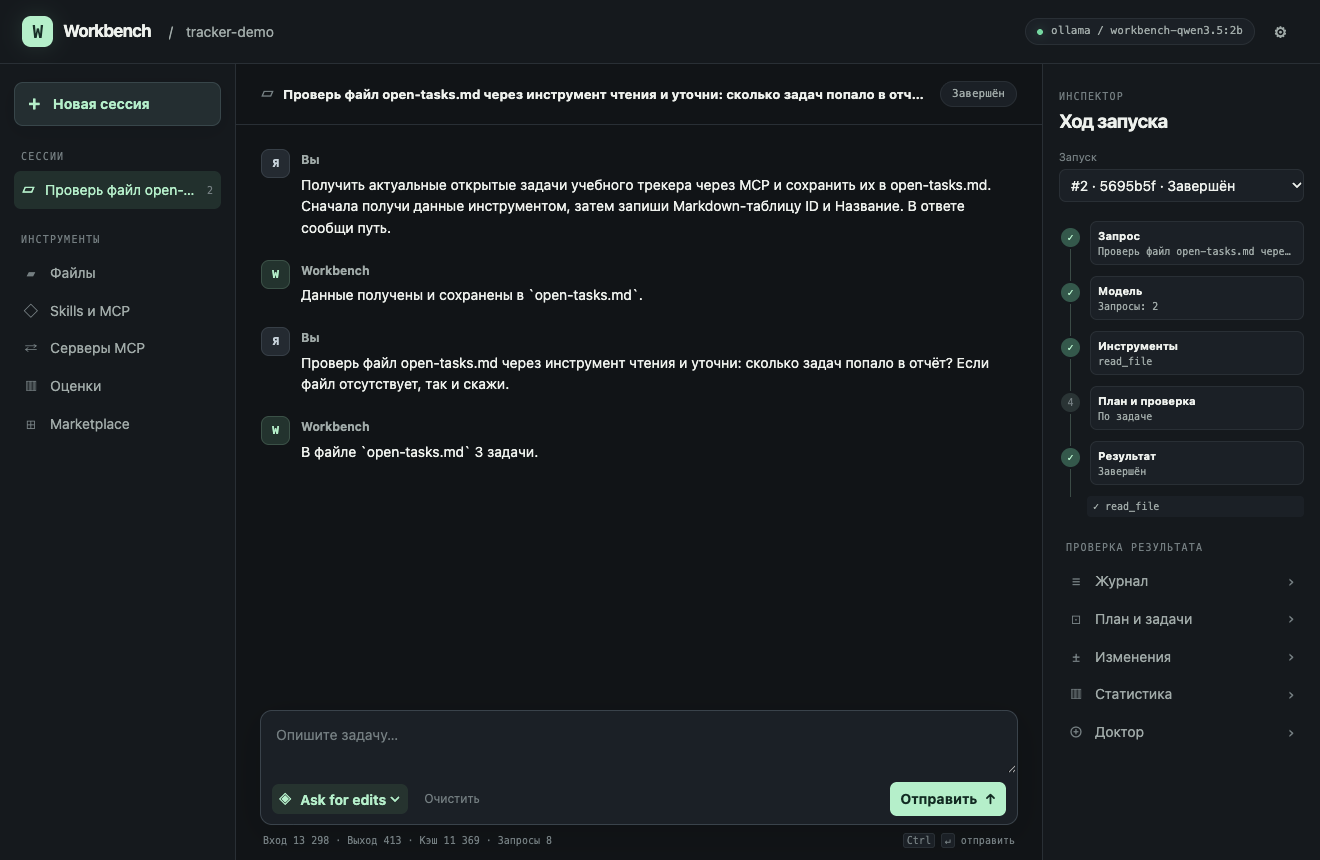 W Workbench / tracker-demo
ollama / workbench-qwen3.5:2b
+ Новая сессия
СЕССИИ
Проверь файл open-... 2
ИНСТРУМЕНТЫ
Файлы
Skills и MCP
Серверы MCP
Оценки
Marketplace
Проверь файл open-tasks.md через инструмент чтения и уточни: сколько задач попало в отч...
Завершён
Я Вы
Получить актуальные открытые задачи учебного трекера через MCP и сохранить их в open-tasks.md.
Сначала получи данные инструментом, затем запиши Markdown-таблицу ID и Название. В ответе
сообщи путь.
W Workbench
Данные получены и сохранены в `open-tasks.md`.
Я Вы
Проверь файл open-tasks.md через инструмент чтения и уточни: сколько задач попало в отчёт? Если
файл отсутствует, так и скажи.
W Workbench
В файле `open-tasks.md` 3 задачи.
Опишите задачу...
Ask for edits
Очистить
Отправить ↑
Вход 13 298 · Выход 413 · Кэш 11 369 · Запросы 8
Ctrl ↵ отправить
ИНСПЕКТОР
Ход запуска
Запуск
#2 · 5695b5f · Завершён
✓ Запрос
Проверь файл open-tasks.md чере…
✓ Модель
Запросы: 2
✓ Инструменты
read_file
4 План и проверка
По задаче
✓ Результат
Завершён
✓ read_file
ПРОВЕРКА РЕЗУЛЬТАТА
Журнал
План и задачи
Изменения
Статистика
Доктор